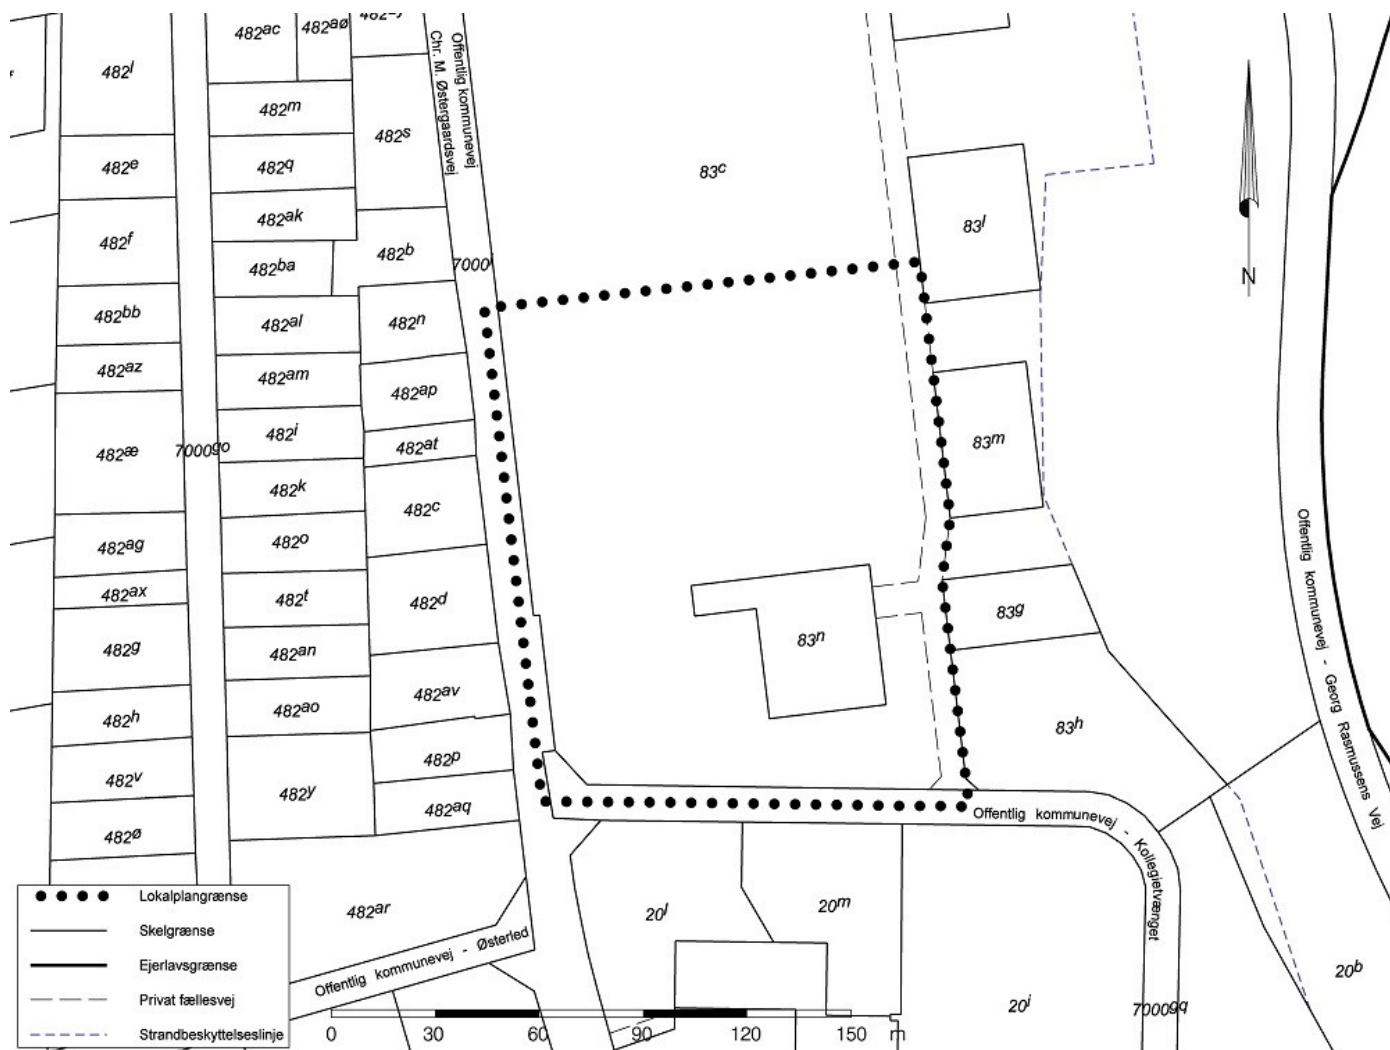 482ac
482aø
482l
482m
482s
482e
482q
482f
482ak
482b
482ba
7000i
482bb
482al
482n
482az
482am
482ap
482æ
7000go
482i
482at
482k
482c
482ag
482o
482ax
482t
482d
482g
482an
482av
482h
482ao
482p
482v
482y
482aq
482ø
482ar
Offentlig kommunevej
Chr. M. Østergaardsvej
83c
83l
83m
83g
83n
83h
N
Offentlig kommunevej - Georg Rasmussens Vej
Offentlig kommunevej - Kollegievænget
Offentlig kommunevej - Østerled
20l
20m
20i
20b
7000gq
Lokalplangrænse
Skelgrænse
Ejerlavsgrænse
Privat fællesvej
Strandbeskyttelseslinje
0 30 60 90 120 150 m